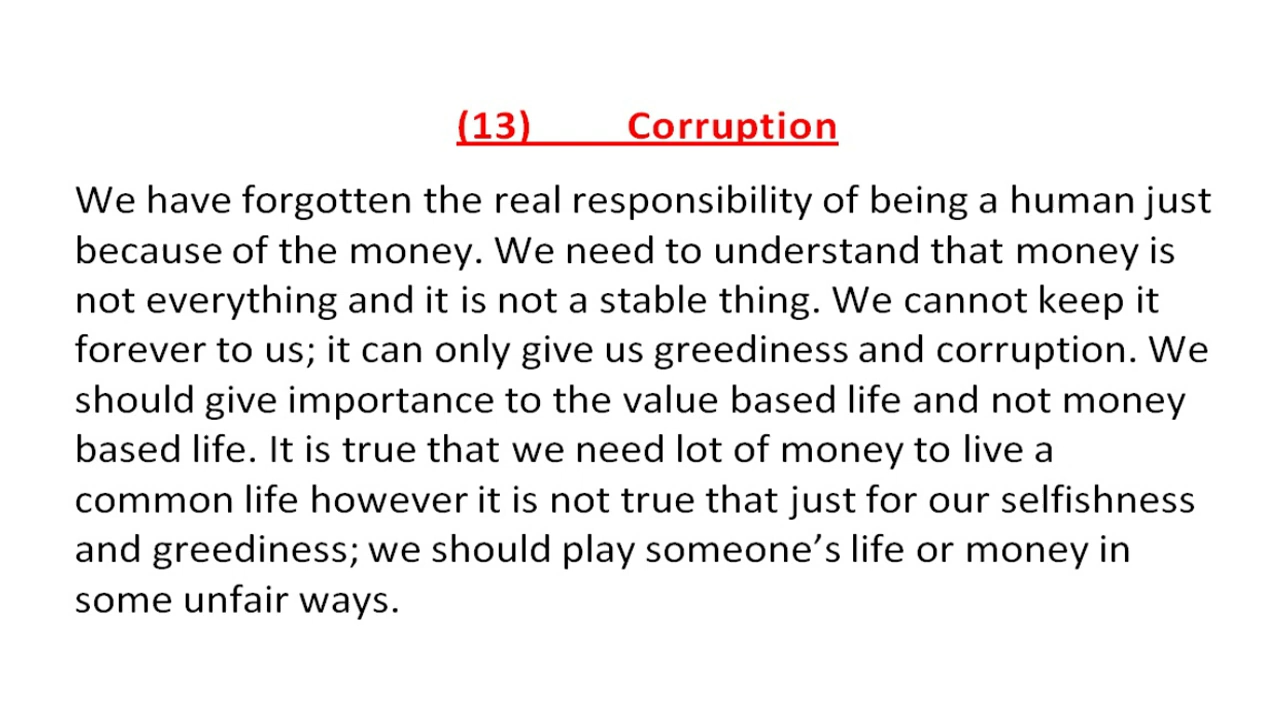 (13) Corruption
We have forgotten the real responsibility of being a human just
because of the money. We need to understand that money is
not everything and it is not a stable thing. We cannot keep it
forever to us; it can only give us greediness and corruption. We
should give importance to the value based life and not money
based life. It is true that we need lot of money to live a
common life however it is not true that just for our selfishness
and greediness; we should play someone’s life or money in
some unfair ways.